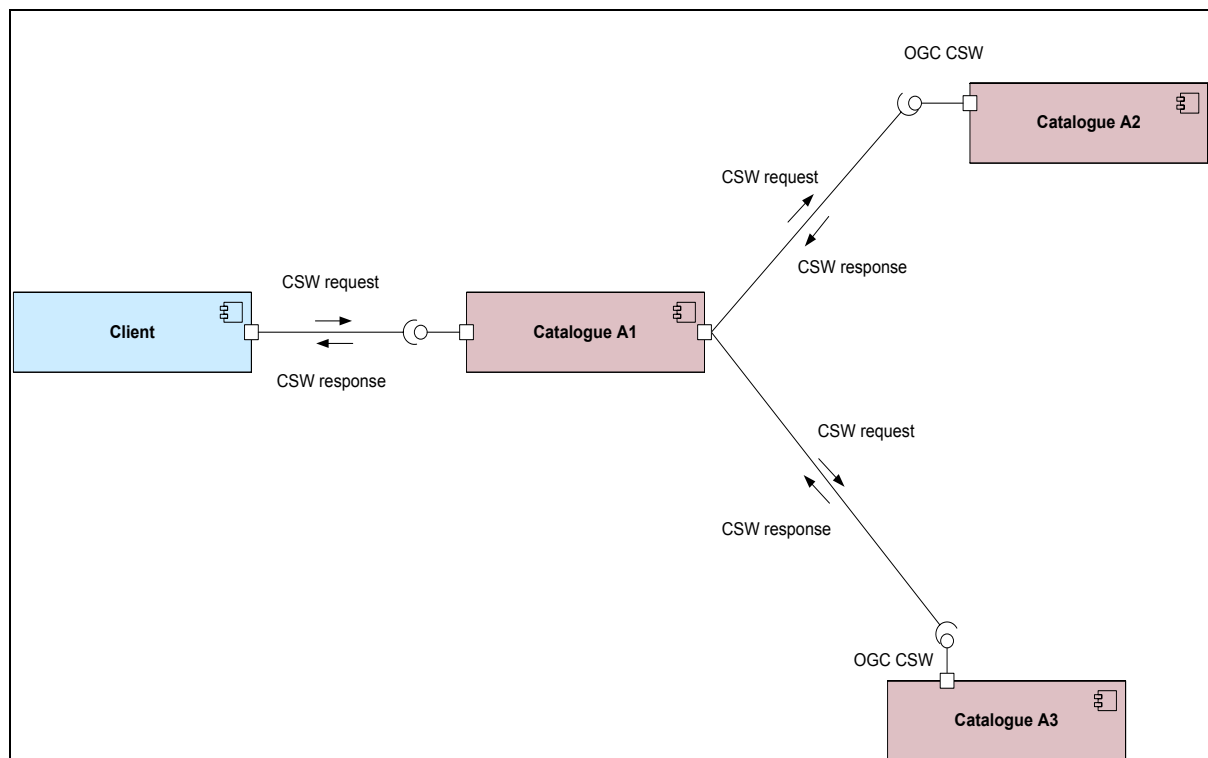 OGC CSW
Catalogue A2
CSW request
CSW response
CSW request
Client
Catalogue A1
CSW response
CSW request
CSW response
OGC CSW
Catalogue A3